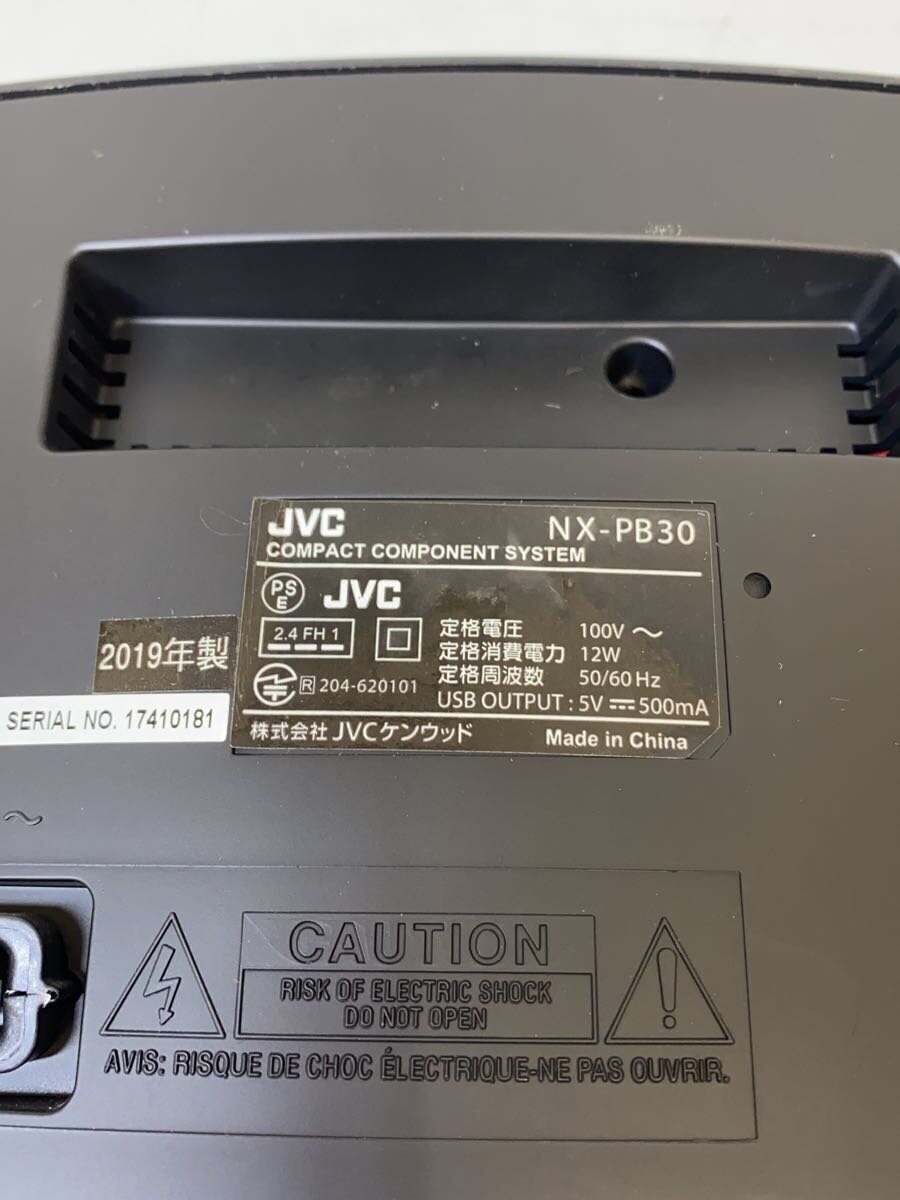 JVC NX-PB30
COMPACT COMPONENT SYSTEM
PSE JVC
2.4 FH 1
定格電圧 100V ～
定格消費電力 12W
定格周波数 50/60 Hz
USB OUTPUT : 5V ⎓ 500mA
R 204-620101
株式会社 JVCケンウッド Made in China
2019年製
SERIAL NO. 17410181
～
CAUTION
RISK OF ELECTRIC SHOCK
DO NOT OPEN
AVIS: RISQUE DE CHOC ÉLECTRIQUE-NE PAS OUVRIR.